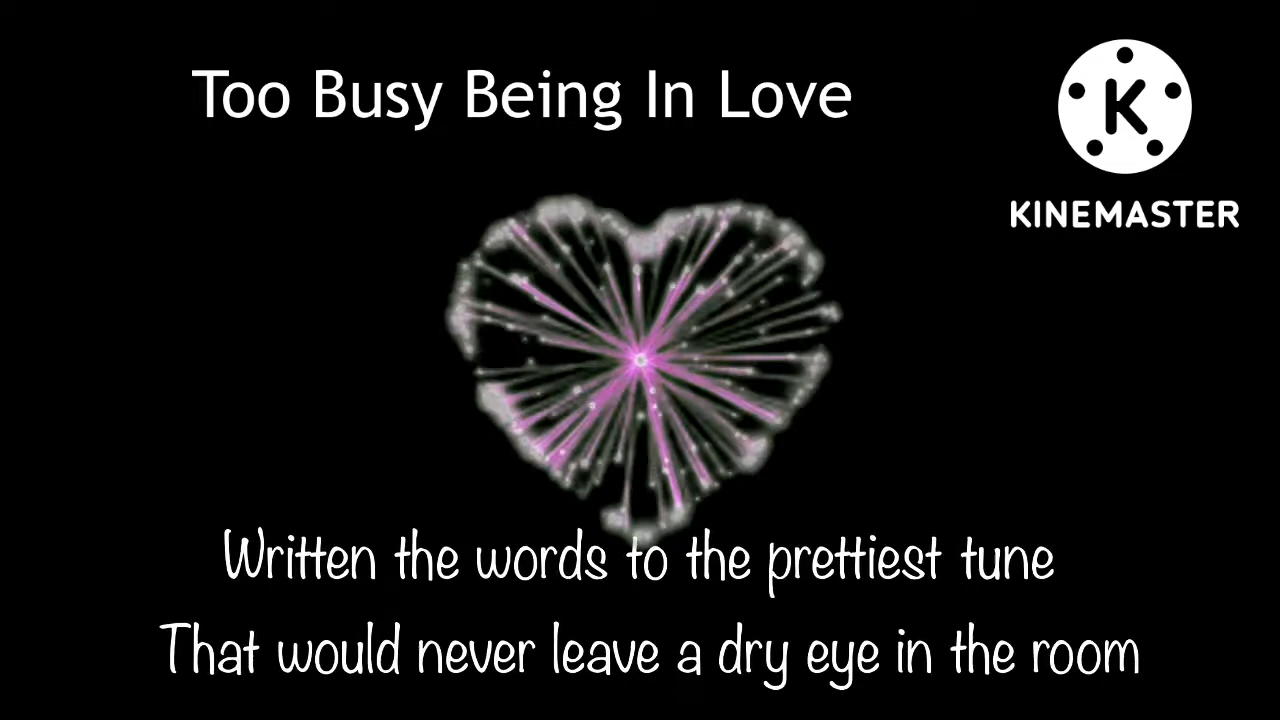 Too Busy Being In Love
K
KINEMASTER
Written the words to the prettiest tune
That would never leave a dry eye in the room